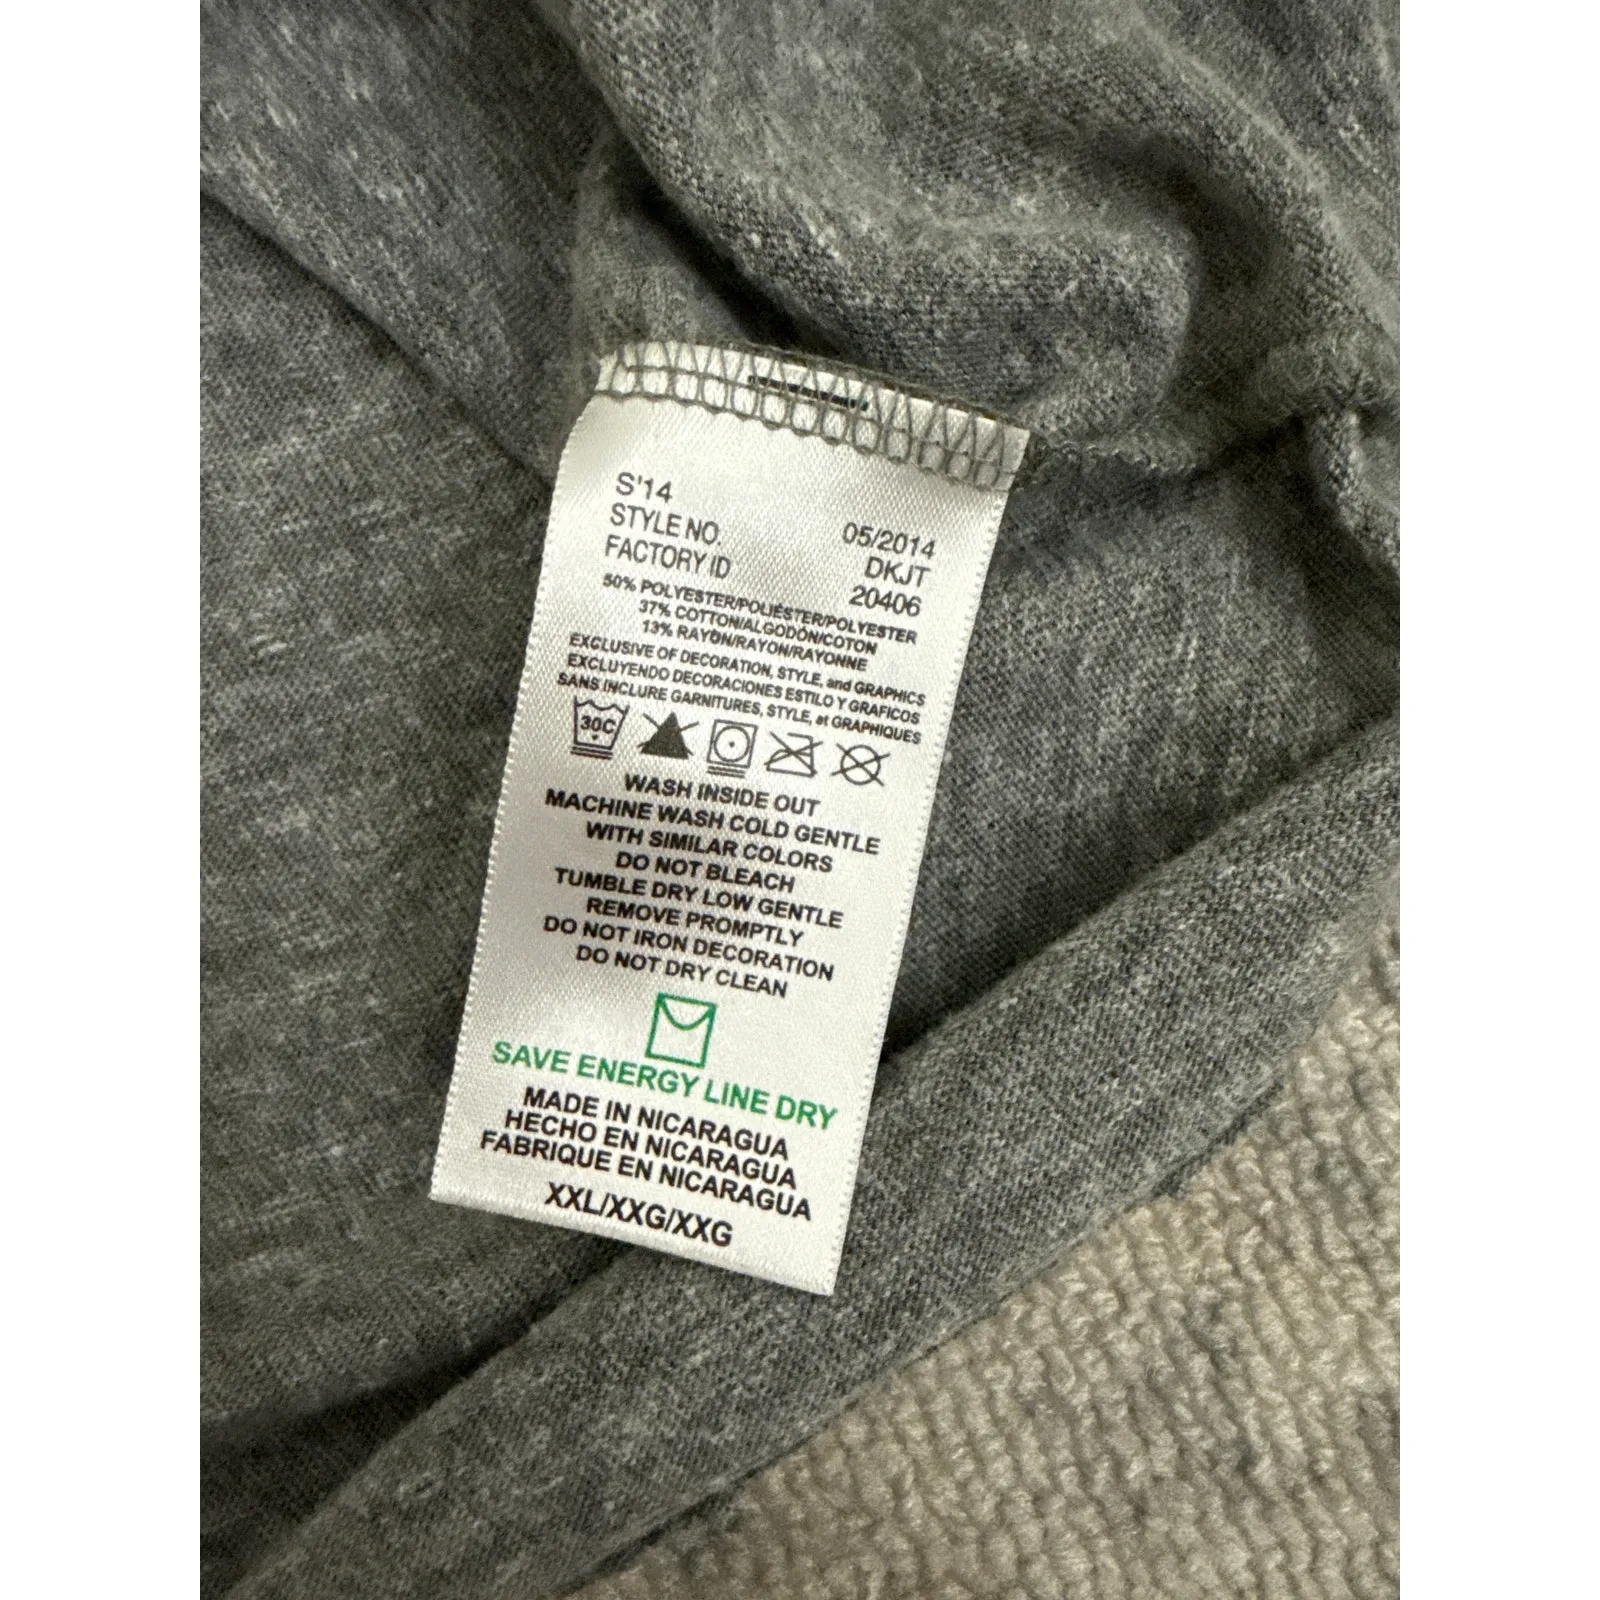 S'14 05/2014
STYLE NO. DKJT
FACTORY ID 20406
50% POLYESTER/POLIÉSTER/POLYESTER
37% COTTON/ALGODÓN/COTON
13% RAYON/RAYON/RAYONNE
EXCLUSIVE OF DECORATION, STYLE, and GRAPHICS
EXCLUYENDO DECORACIONES ESTILO Y GRAFICOS
SANS INCLURE GARNITURES, STYLE, et GRAPHIQUES
30C
WASH INSIDE OUT
MACHINE WASH COLD GENTLE
WITH SIMILAR COLORS
DO NOT BLEACH
TUMBLE DRY LOW GENTLE
REMOVE PROMPTLY
DO NOT IRON DECORATION
DO NOT DRY CLEAN
SAVE ENERGY LINE DRY
MADE IN NICARAGUA
HECHO EN NICARAGUA
FABRIQUE EN NICARAGUA
XXL/XXG/XXG